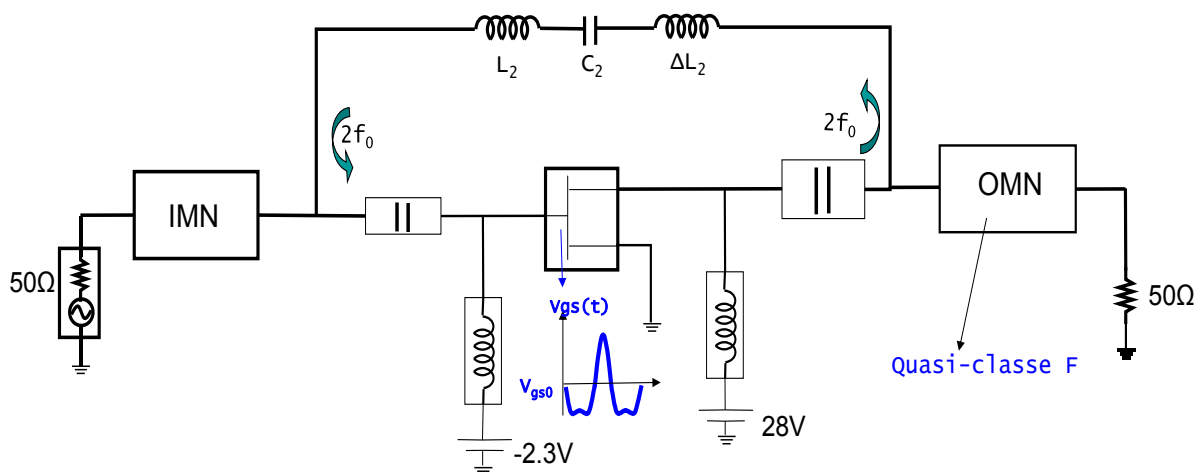 L₂
C₂
ΔL₂
2f₀
2f₀
IMN
OMN
50Ω
50Ω
Vgs(t)
Vgs0
Quasi-classe F
-2.3V
28V